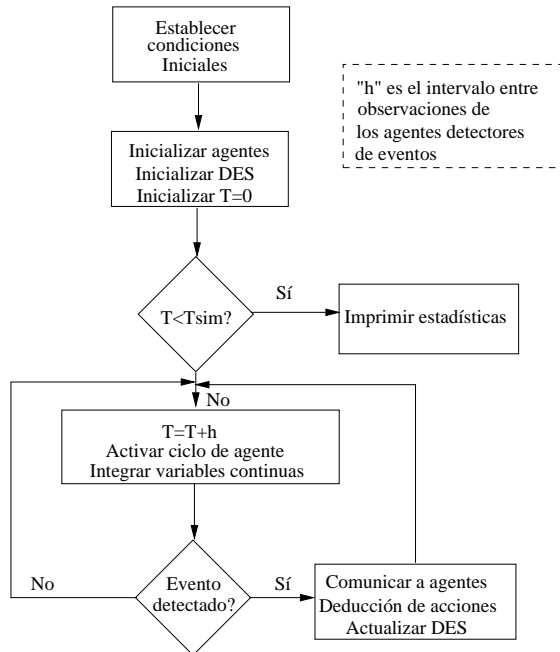 Establecer
condiciones
Iniciales
"h" es el intervalo entre
observaciones de
los agentes detectores
de eventos
Inicializar agentes
Inicializar DES
Inicializar T=0
T<Tsim?
Sí
Imprimir estadísticas
No
T=T+h
Activar ciclo de agente
Integrar variables continuas
No
Evento
detectado?
Sí
Comunicar a agentes
Deducción de acciones
Actualizar DES